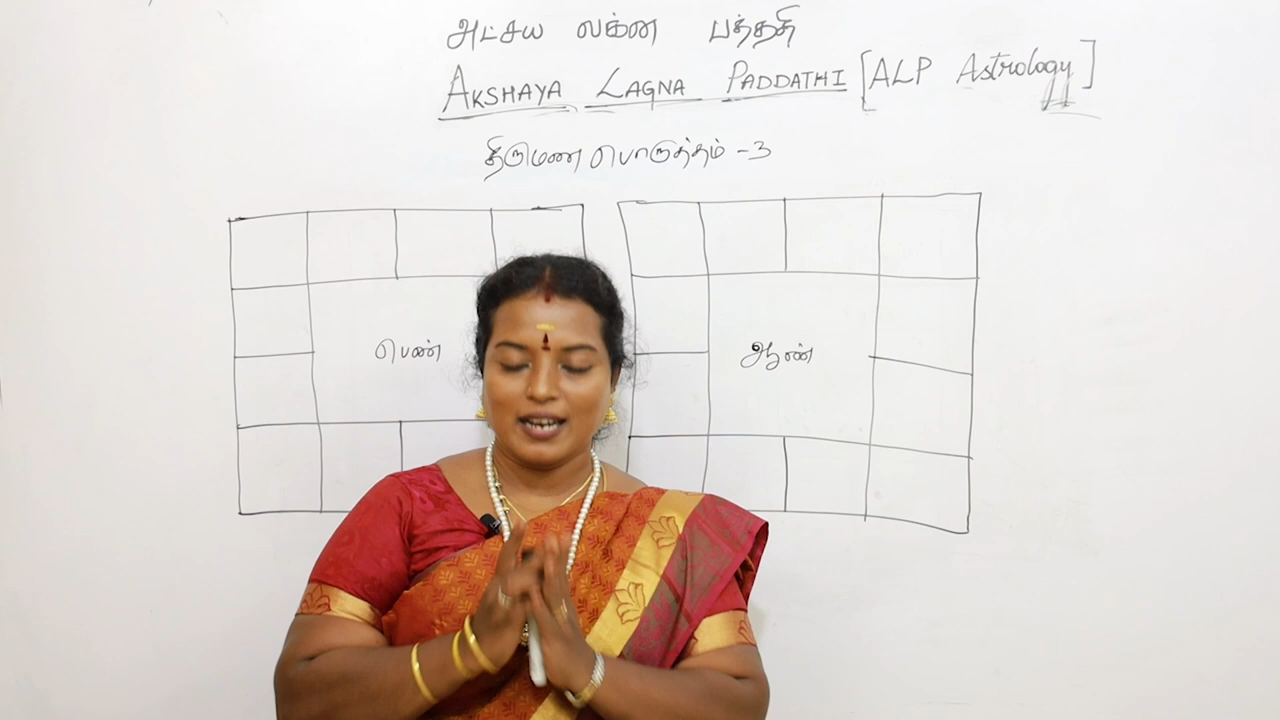 அட்சய லக்ன பத்ததி
AKSHAYA LAGNA PADDATHI [ALP Astrology]
திருமண பொருத்தம் -3
பெண்
ஆண்